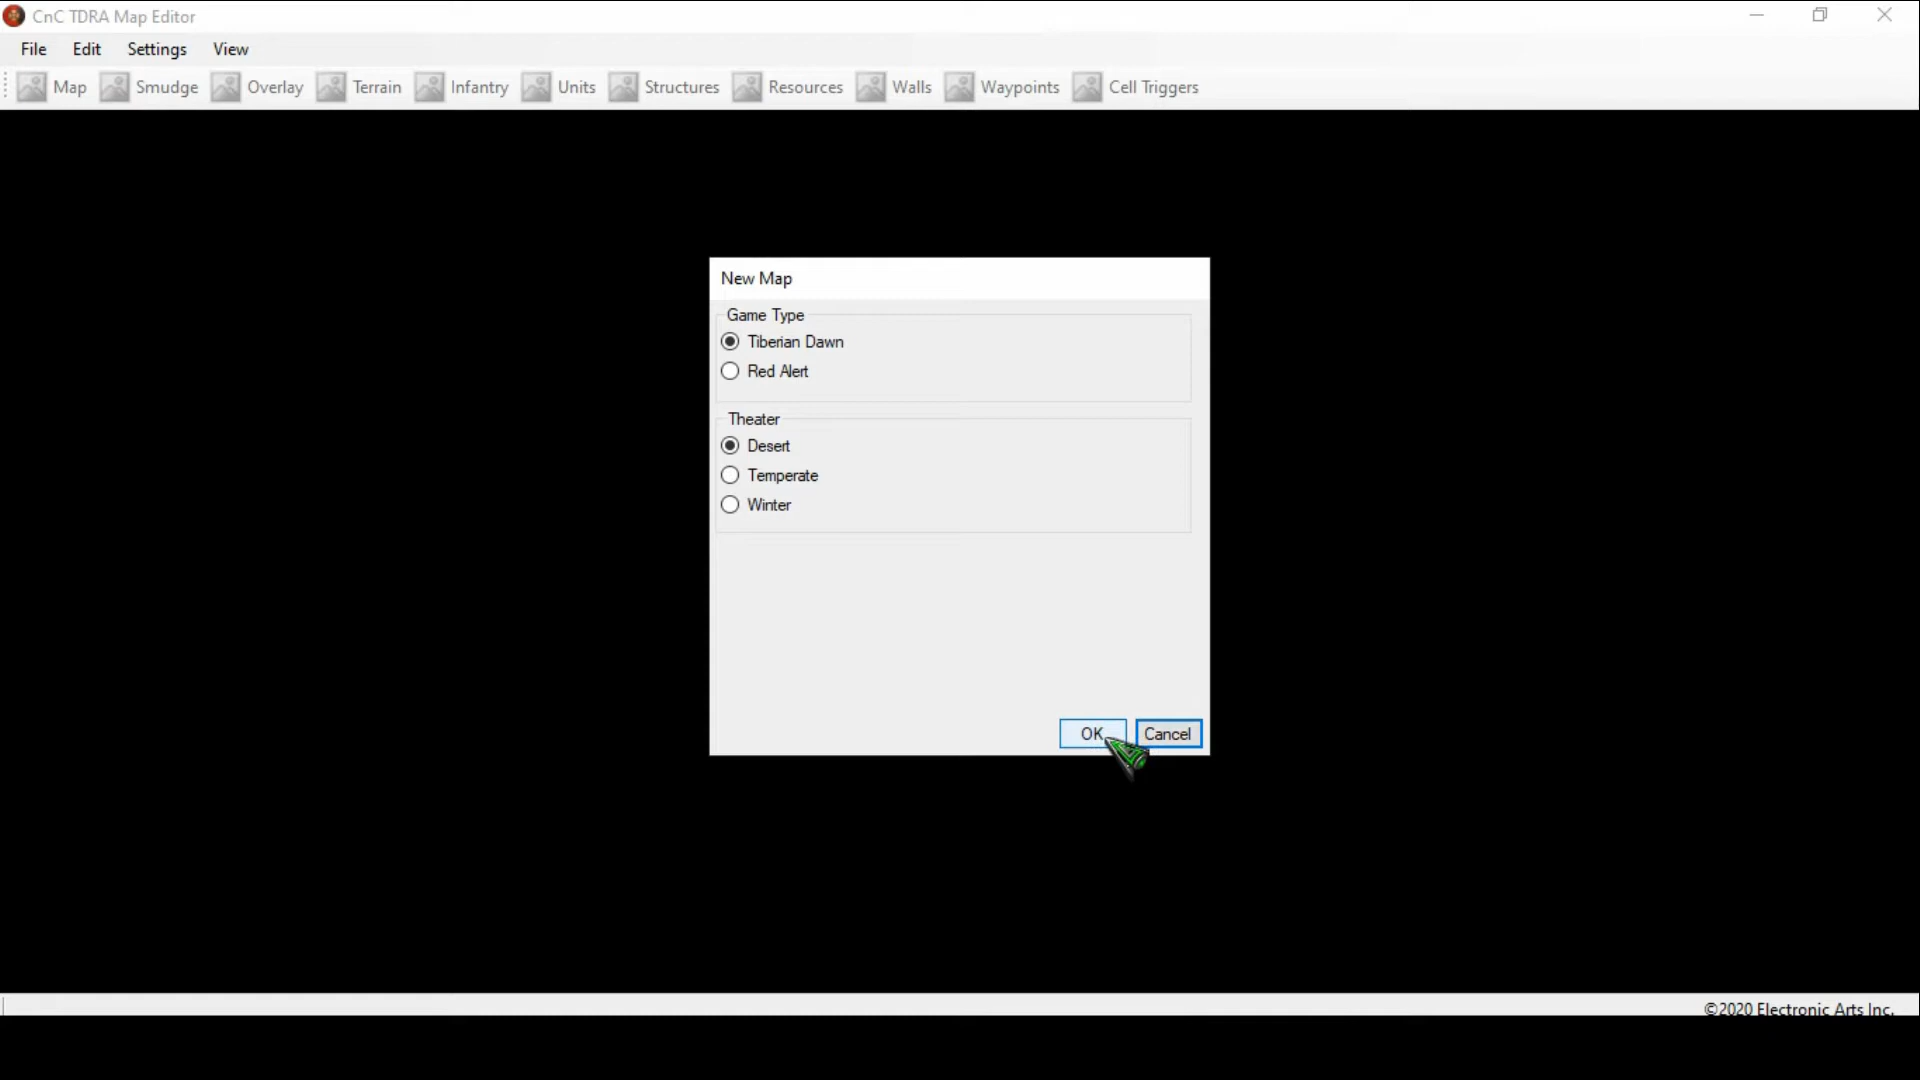 CnC TDRA Map Editor
File Edit Settings View
Map Smudge Overlay Terrain Infantry Units Structures Resources Walls Waypoints Cell Triggers
New Map
Game Type
Tiberian Dawn
Red Alert
Theater
Desert
Temperate
Winter
OK Cancel
©2020 Electronic Arts Inc.